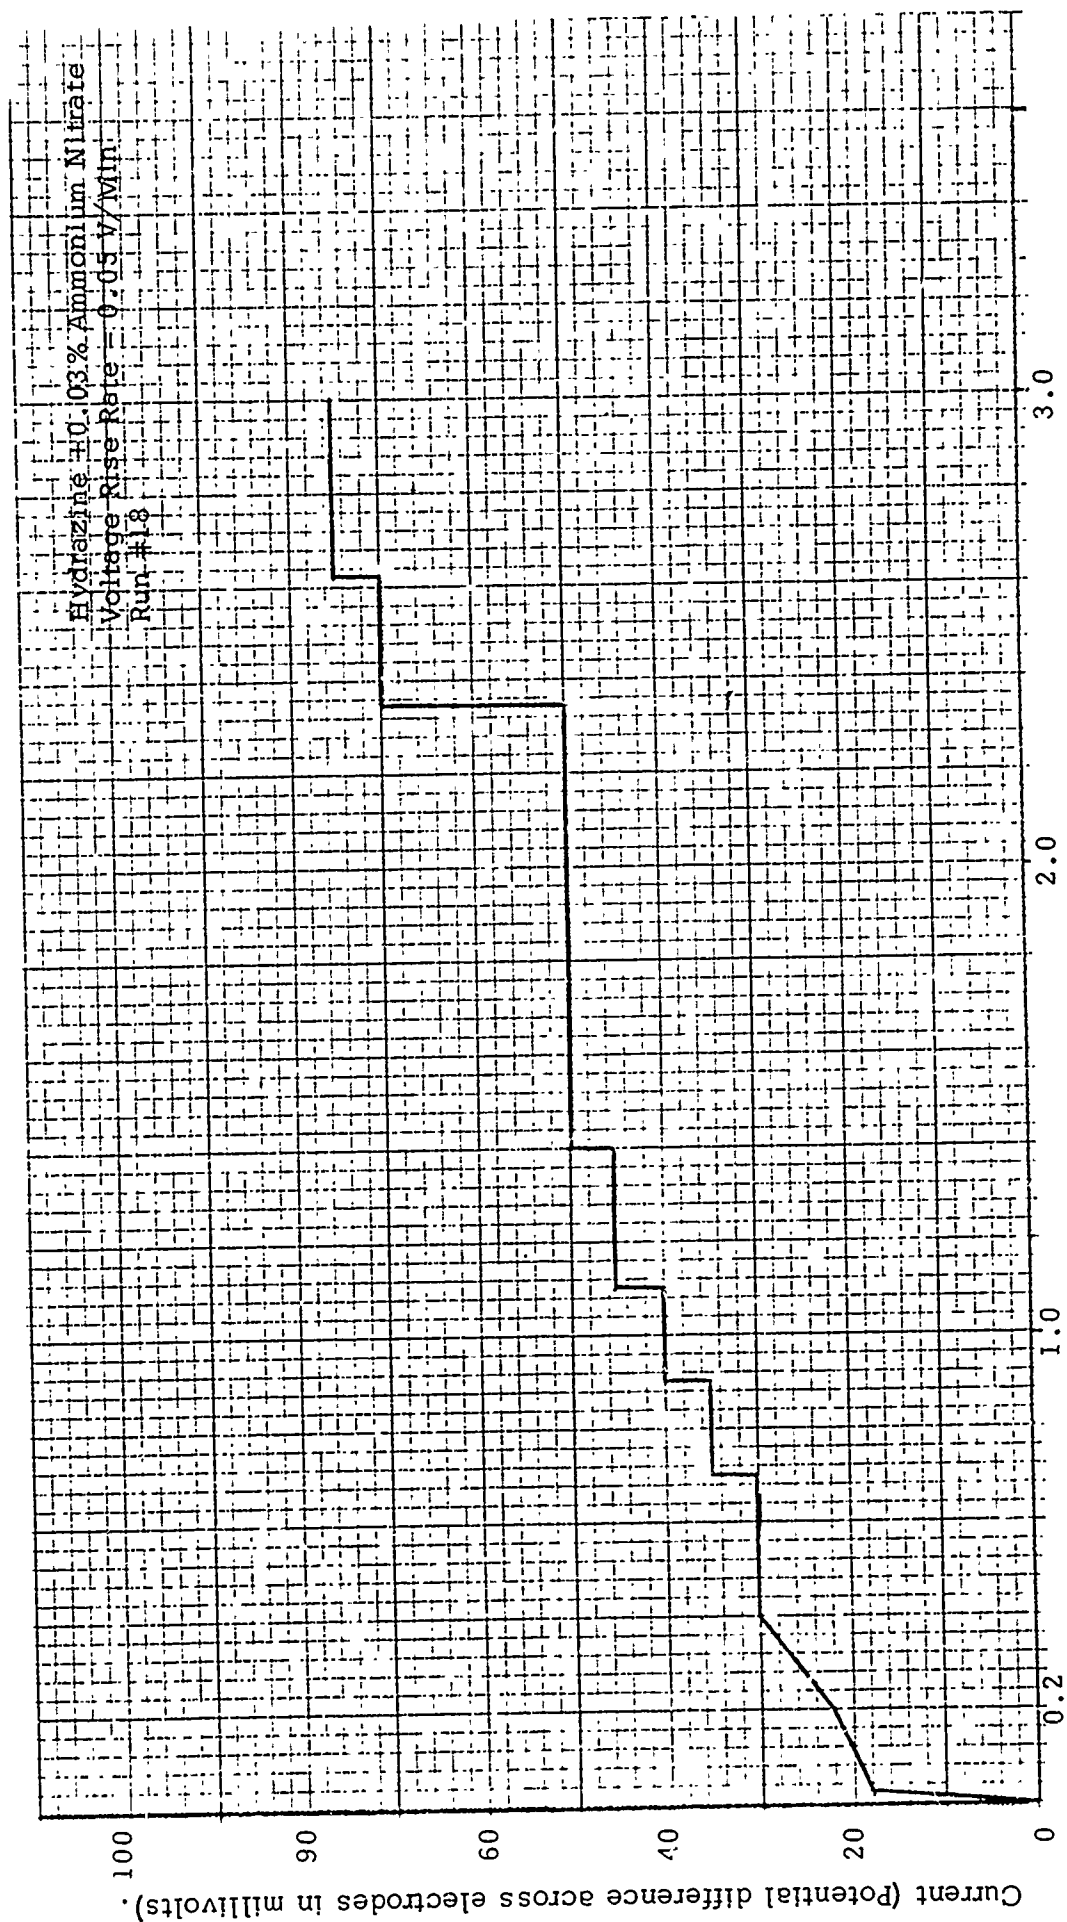 Hydrazine +0.03% Ammonium Nitrate
Voltage Rise Rate = 0.05 V/Min
Run #18
Current (Potential difference across electrodes in millivolts).
100
80
60
40
20
0
0.2
1.0
2.0
3.0